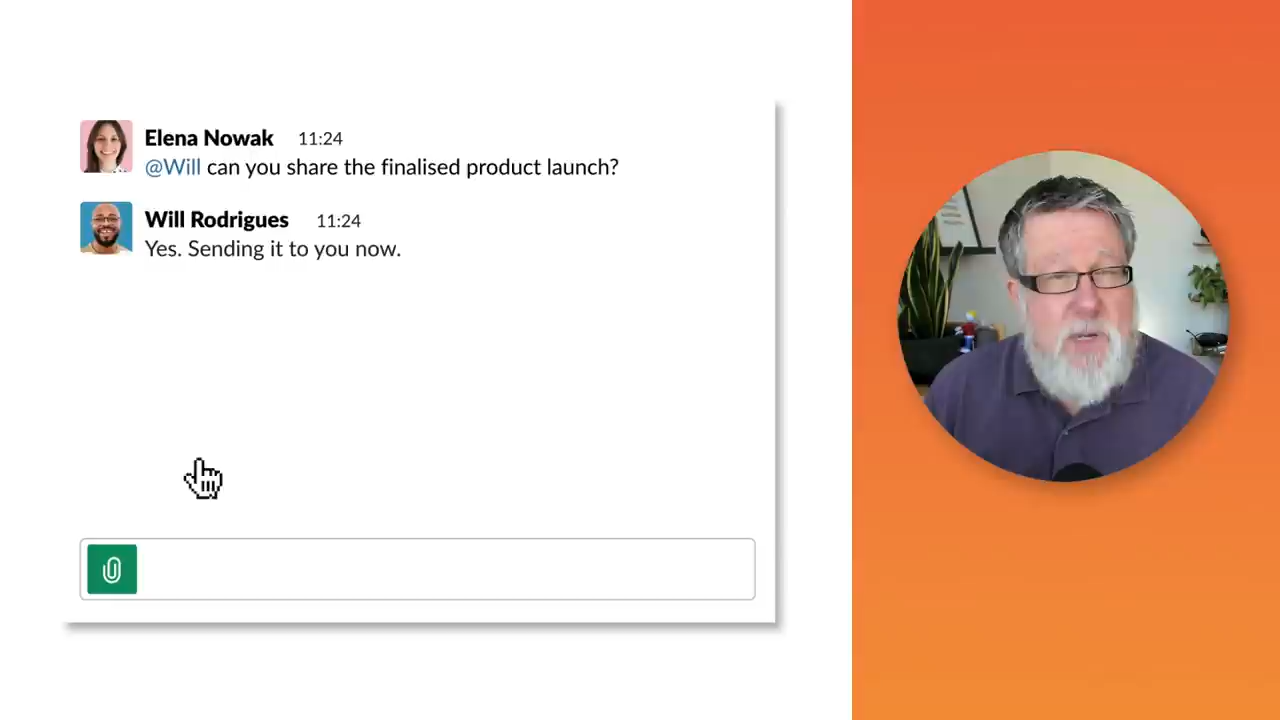 Elena Nowak 11:24
@Will can you share the finalised product launch?
Will Rodrigues 11:24
Yes. Sending it to you now.